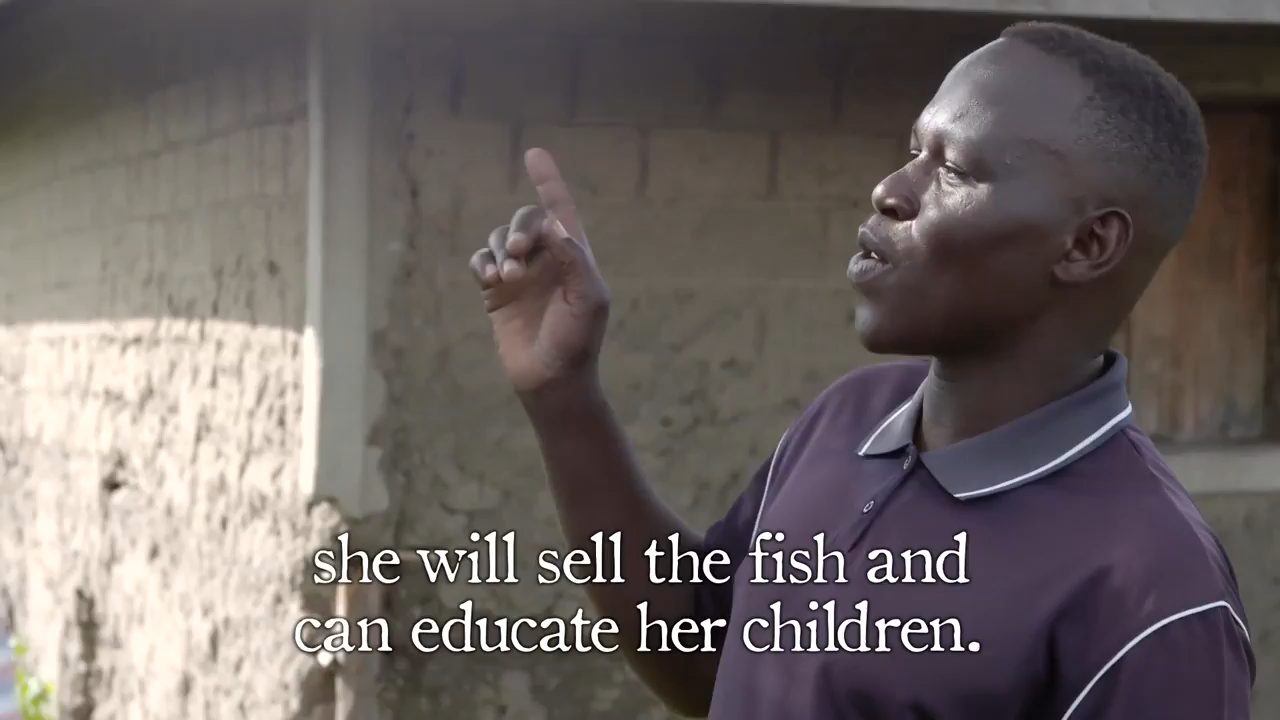 she will sell the fish and
can educate her children.